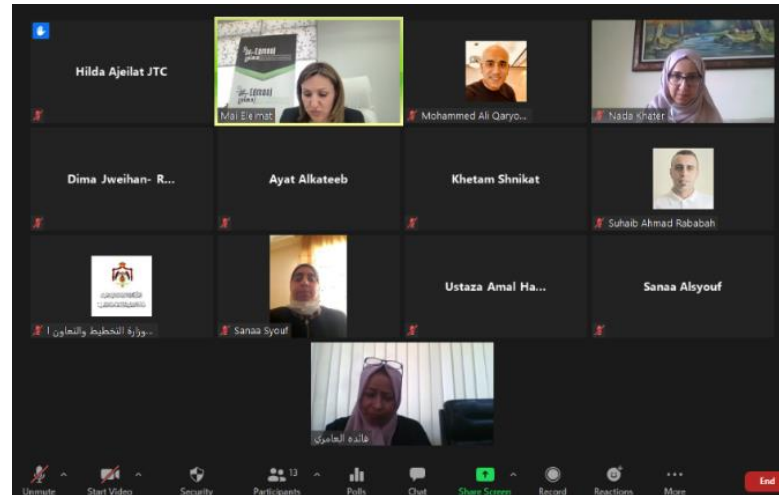 Hilda Ajeilat JTC
Mai Eleimat
Mohammed Ali Qaryo...
Nada Khater
Dima Jweihan- R...
Ayat Alkateeb
Khetam Shnikat
Suhaib Ahmad Rababah
وزارة التخطيط والتعاون ا...
Sanaa Syouf
Ustaza Amal Ha...
Sanaa Alsyouf
فائده العامري
Unmute
Start Video
Security
13
Participants
Polls
Chat
Share Screen
Record
Reactions
More
End